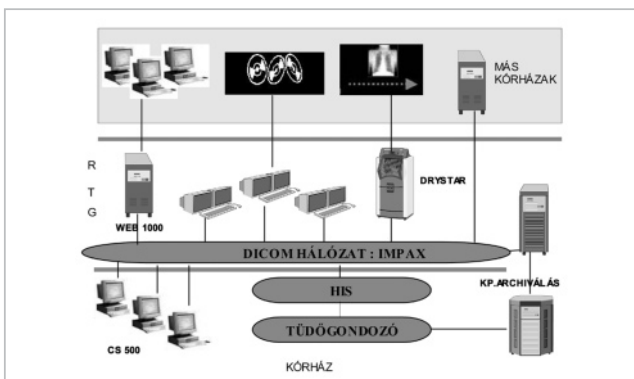 MÁS
KÓRHÁZAK
R
T
G
DRYSTAR
WEB 1000
DICOM HÁLÓZAT : IMPAX
KP.ARCHIVÁLÁS
HIS
TÜDŐGONDOZÓ
CS 500
KÓRHÁZ